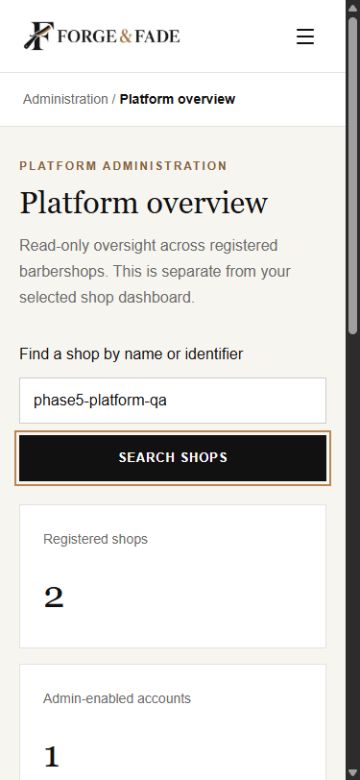 FORGE & FADE
Administration / Platform overview
PLATFORM ADMINISTRATION
Platform overview
Read-only oversight across registered
barbershops. This is separate from your
selected shop dashboard.
Find a shop by name or identifier
phase5-platform-qa
SEARCH SHOPS
Registered shops
2
Admin-enabled accounts
1